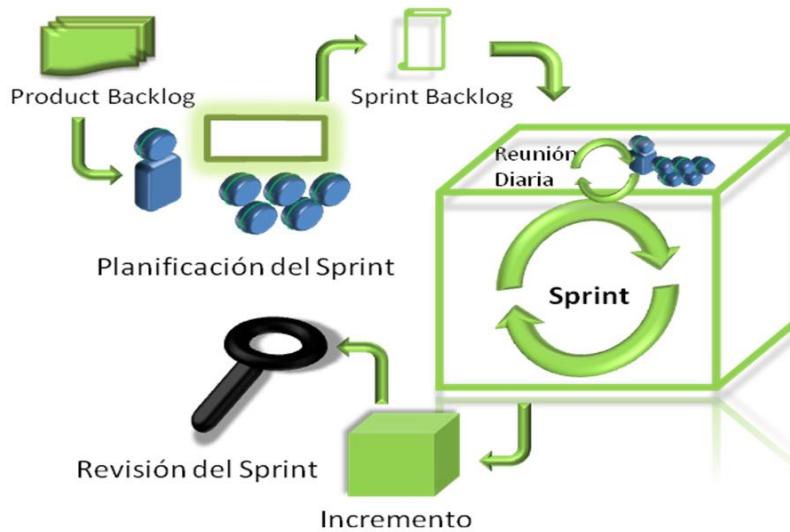 Product Backlog
Sprint Backlog
Planificación del Sprint
Reunión
Diaria
Sprint
Incremento
Revisión del Sprint